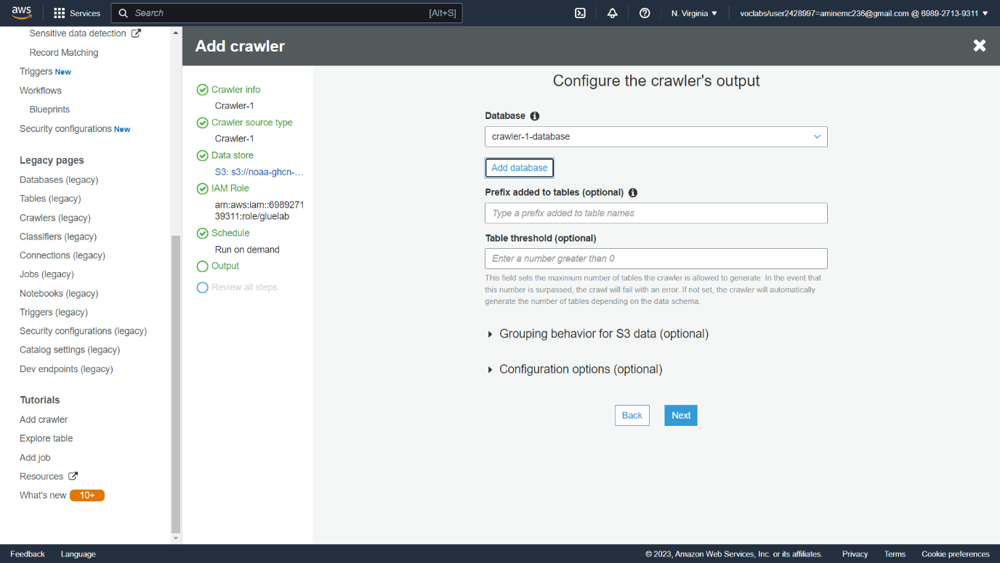 aws
Services
Search
[Alt+S]
N. Virginia
voclabs/user2428997=aminemc236@gmail.com @ 6989-2713-9311
Sensitive data detection
Record Matching
Triggers New
Workflows
Blueprints
Security configurations New
Legacy pages
Databases (legacy)
Tables (legacy)
Crawlers (legacy)
Classifiers (legacy)
Connections (legacy)
Jobs (legacy)
Notebooks (legacy)
Triggers (legacy)
Security configurations (legacy)
Catalog settings (legacy)
Dev endpoints (legacy)
Tutorials
Add crawler
Explore table
Add job
Resources
What's new 10+
Add crawler
Crawler info
Crawler-1
Crawler source type
Crawler-1
Data store
S3: s3://noaa-ghcn-…
IAM Role
arn:aws:iam::6989271
39311:role/gluelab
Schedule
Run on demand
Output
Review all steps
Configure the crawler's output
Database
crawler-1-database
Add database
Prefix added to tables (optional)
Type a prefix added to table names
Table threshold (optional)
Enter a number greater than 0
This field sets the maximum number of tables the crawler is allowed to generate. In the event that
this number is surpassed, the crawl will fail with an error. If not set, the crawler will automatically
generate the number of tables depending on the data schema.
Grouping behavior for S3 data (optional)
Configuration options (optional)
Back
Next
Feedback
Language
© 2023, Amazon Web Services, Inc. or its affiliates.
Privacy
Terms
Cookie preferences